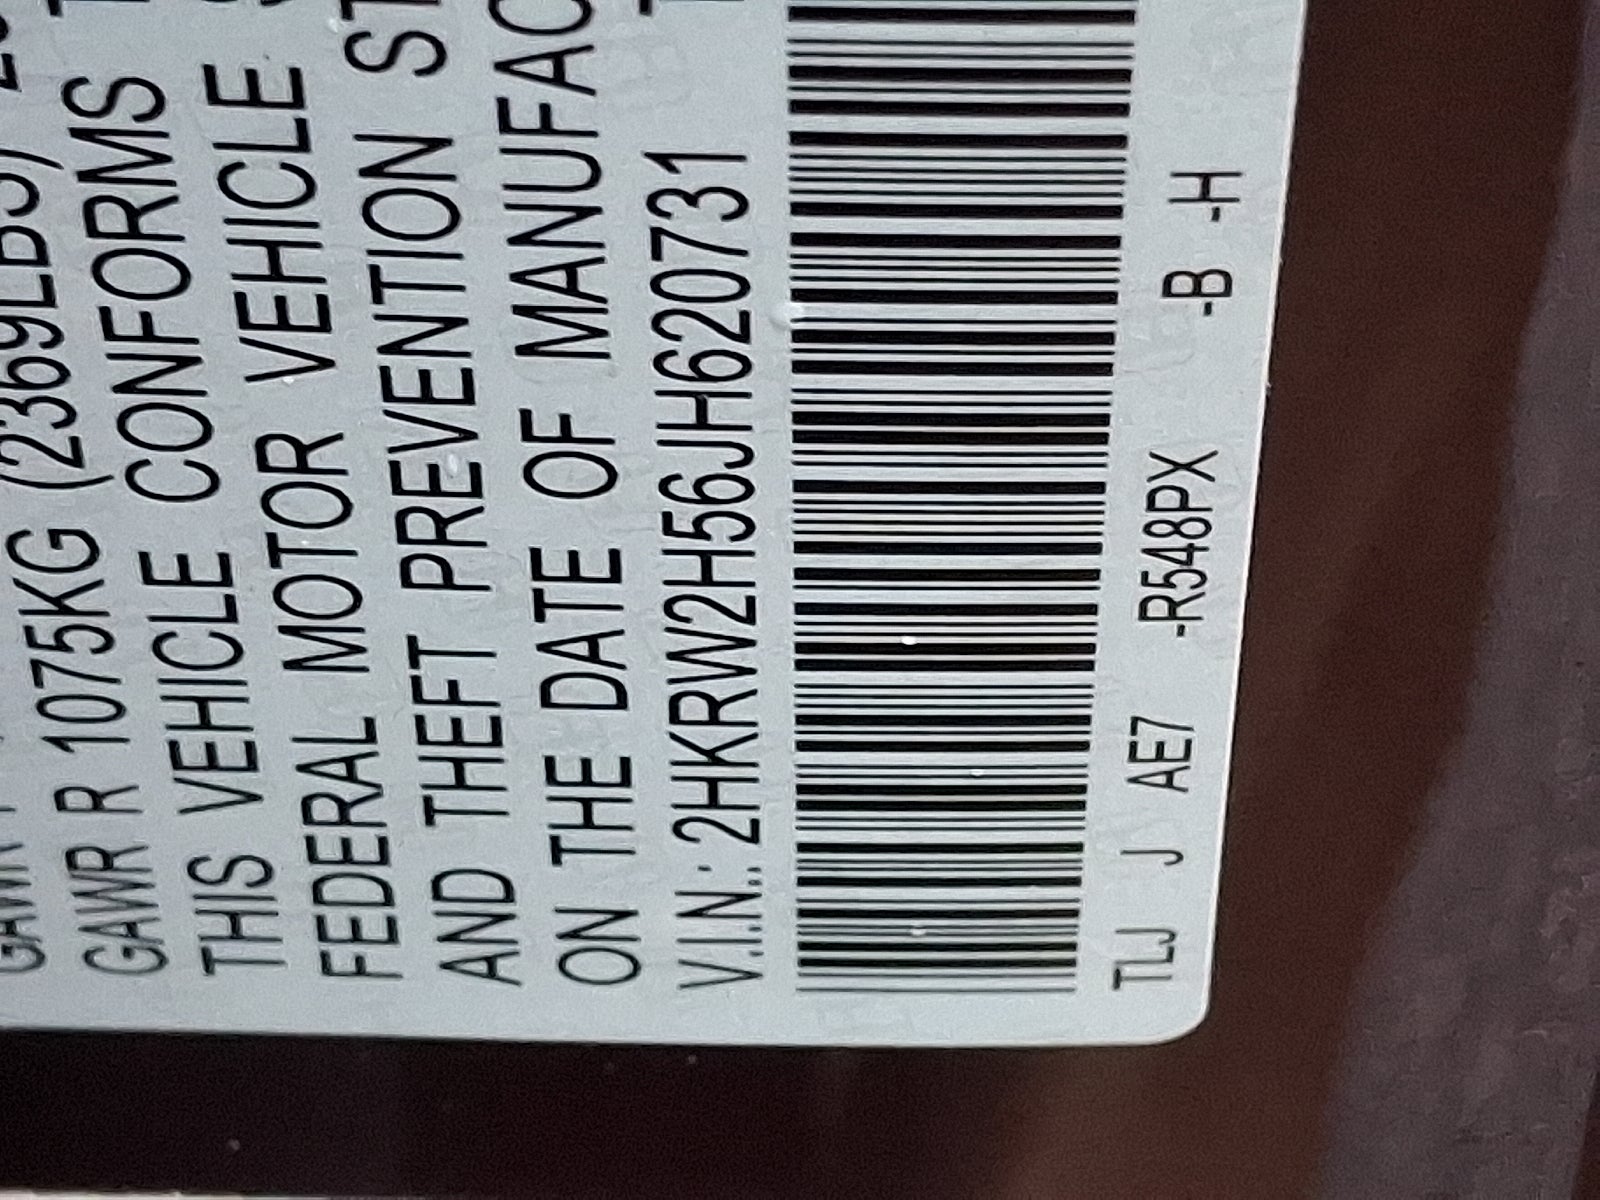 GAWR R 1075KG (2369LBS)
THIS VEHICLE CONFORMS
FEDERAL MOTOR VEHICLE
AND THEFT PREVENTION
ON THE DATE OF MANUFAC
V.I.N.: 2HKRW2H56JH620731
TLJ J AE7 -R548PX -B -H